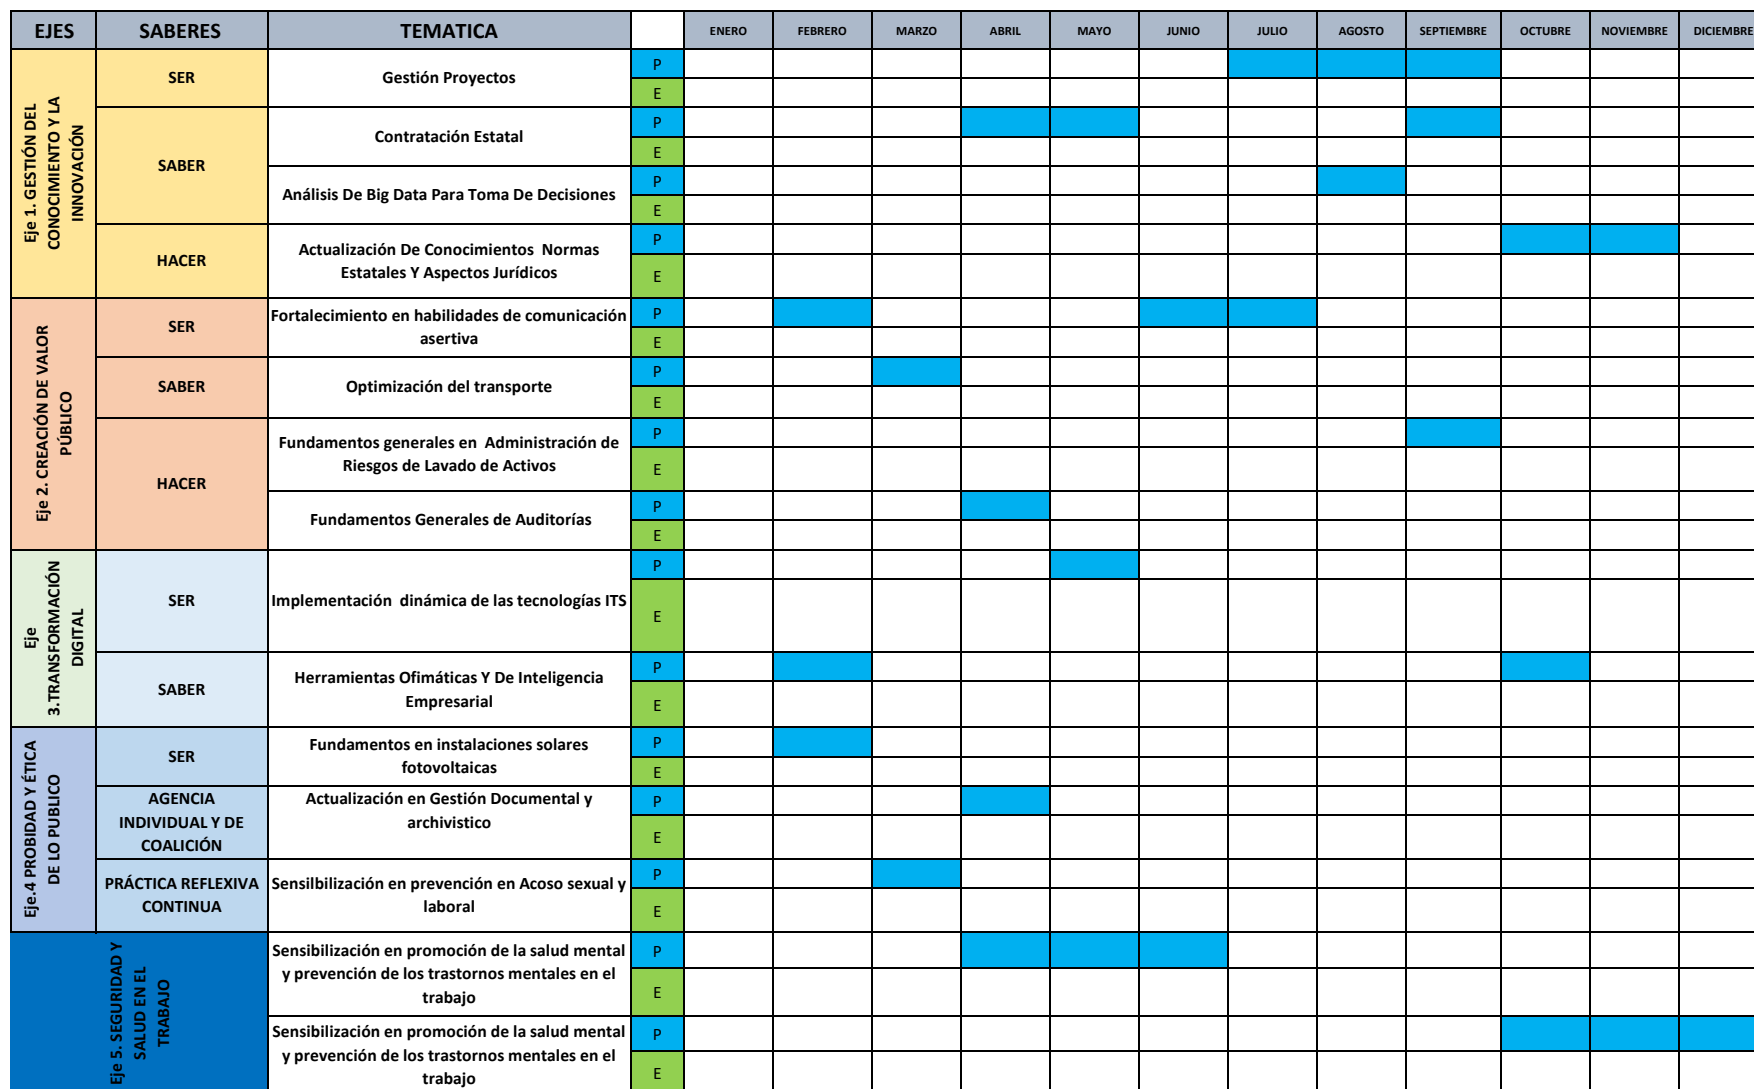 EJES SABERES TEMATICA ENERO FEBRERO MARZO ABRIL MAYO JUNIO JULIO AGOSTO SEPTIEMBRE OCTUBRE NOVIEMBRE DICIEMBRE
Eje 1. GESTIÓN DEL
CONOCIMIENTO Y LA
INNOVACIÓN
SER
Gestión Proyectos
P
E
SABER
Contratación Estatal
P
E
Análisis De Big Data Para Toma De Decisiones
P
E
HACER
Actualización De Conocimientos Normas
Estatales Y Aspectos Jurídicos
P
E
Eje 2. CREACIÓN DE VALOR
PÚBLICO
SER
Fortalecimiento en habilidades de comunicación
asertiva
P
E
SABER
Optimización del transporte
P
E
HACER
Fundamentos generales en Administración de
Riesgos de Lavado de Activos
P
E
Fundamentos Generales de Auditorías
P
E
Eje
3.TRANSFORMACIÓN
DIGITAL
SER
Implementación dinámica de las tecnologías ITS
P
E
SABER
Herramientas Ofimáticas Y De Inteligencia
Empresarial
P
E
Eje.4 PROBIDAD Y ÉTICA
DE LO PUBLICO
SER
Fundamentos en instalaciones solares
fotovoltaicas
P
E
AGENCIA
INDIVIDUAL Y DE
COALICIÓN
Actualización en Gestión Documental y
archivistico
P
E
PRÁCTICA REFLEXIVA
CONTINUA
Sensilbilización en prevención en Acoso sexual y
laboral
P
E
Eje 5. SEGURIDAD Y
SALUD EN EL
TRABAJO
Sensibilización en promoción de la salud mental
y prevención de los trastornos mentales en el
trabajo
P
E
Sensibilización en promoción de la salud mental
y prevención de los trastornos mentales en el
trabajo
P
E